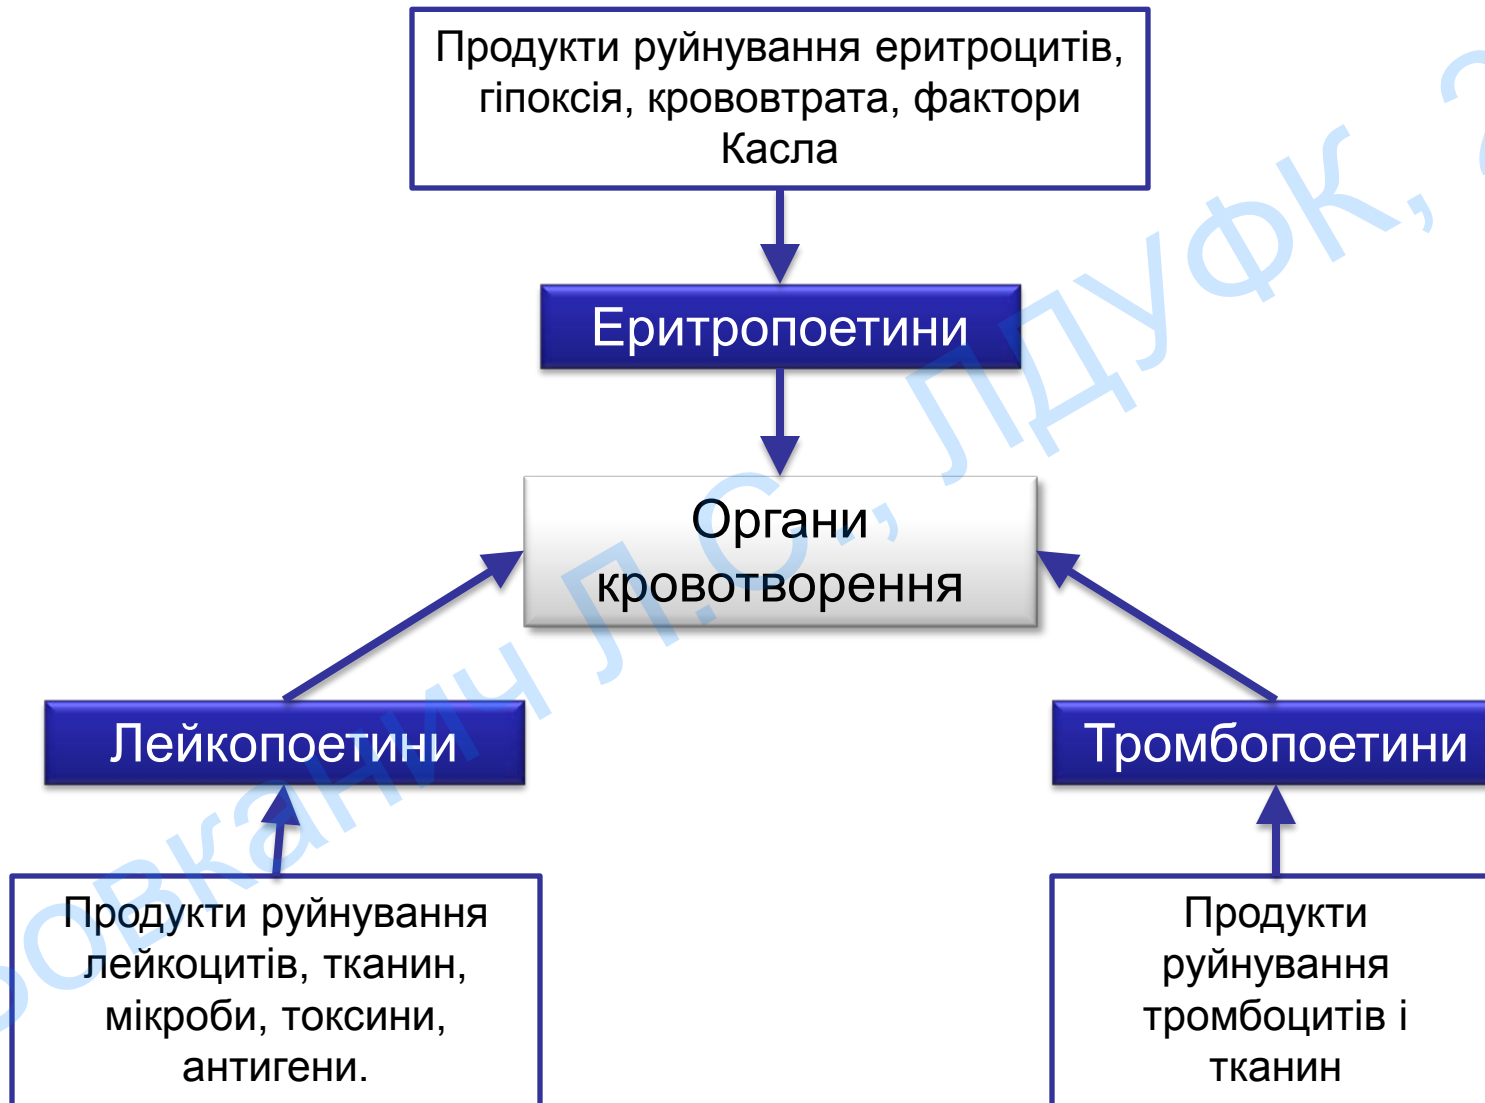 Продукти руйнування еритроцитів,
гіпоксія, крововтрата, фактори
Касла
Еритропоетини
Органи
кровотворення
Лейкопоетини
Тромбопоетини
Продукти руйнування
лейкоцитів, тканин,
мікроби, токсини,
антигени.
Продукти
руйнування
тромбоцитів і
тканин
Л.С., ЛДУФК,